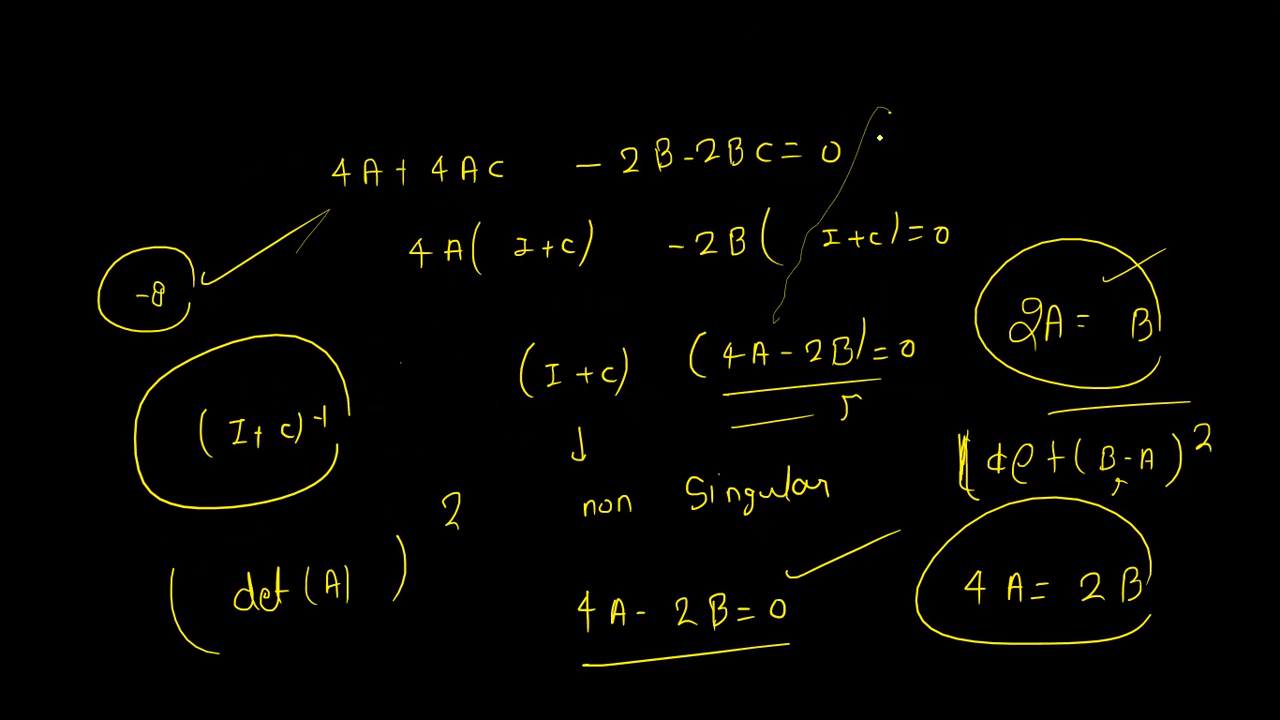 4A + 4AC - 2B - 2BC = 0
4A( I+C) - 2B( I+C) = 0
-8
2A = B
(I+C) (4A - 2B) = 0
(I+C)^-1
↓
(B-A)^2
non Singular
2
(det(A))
4A - 2B = 0
4A = 2B